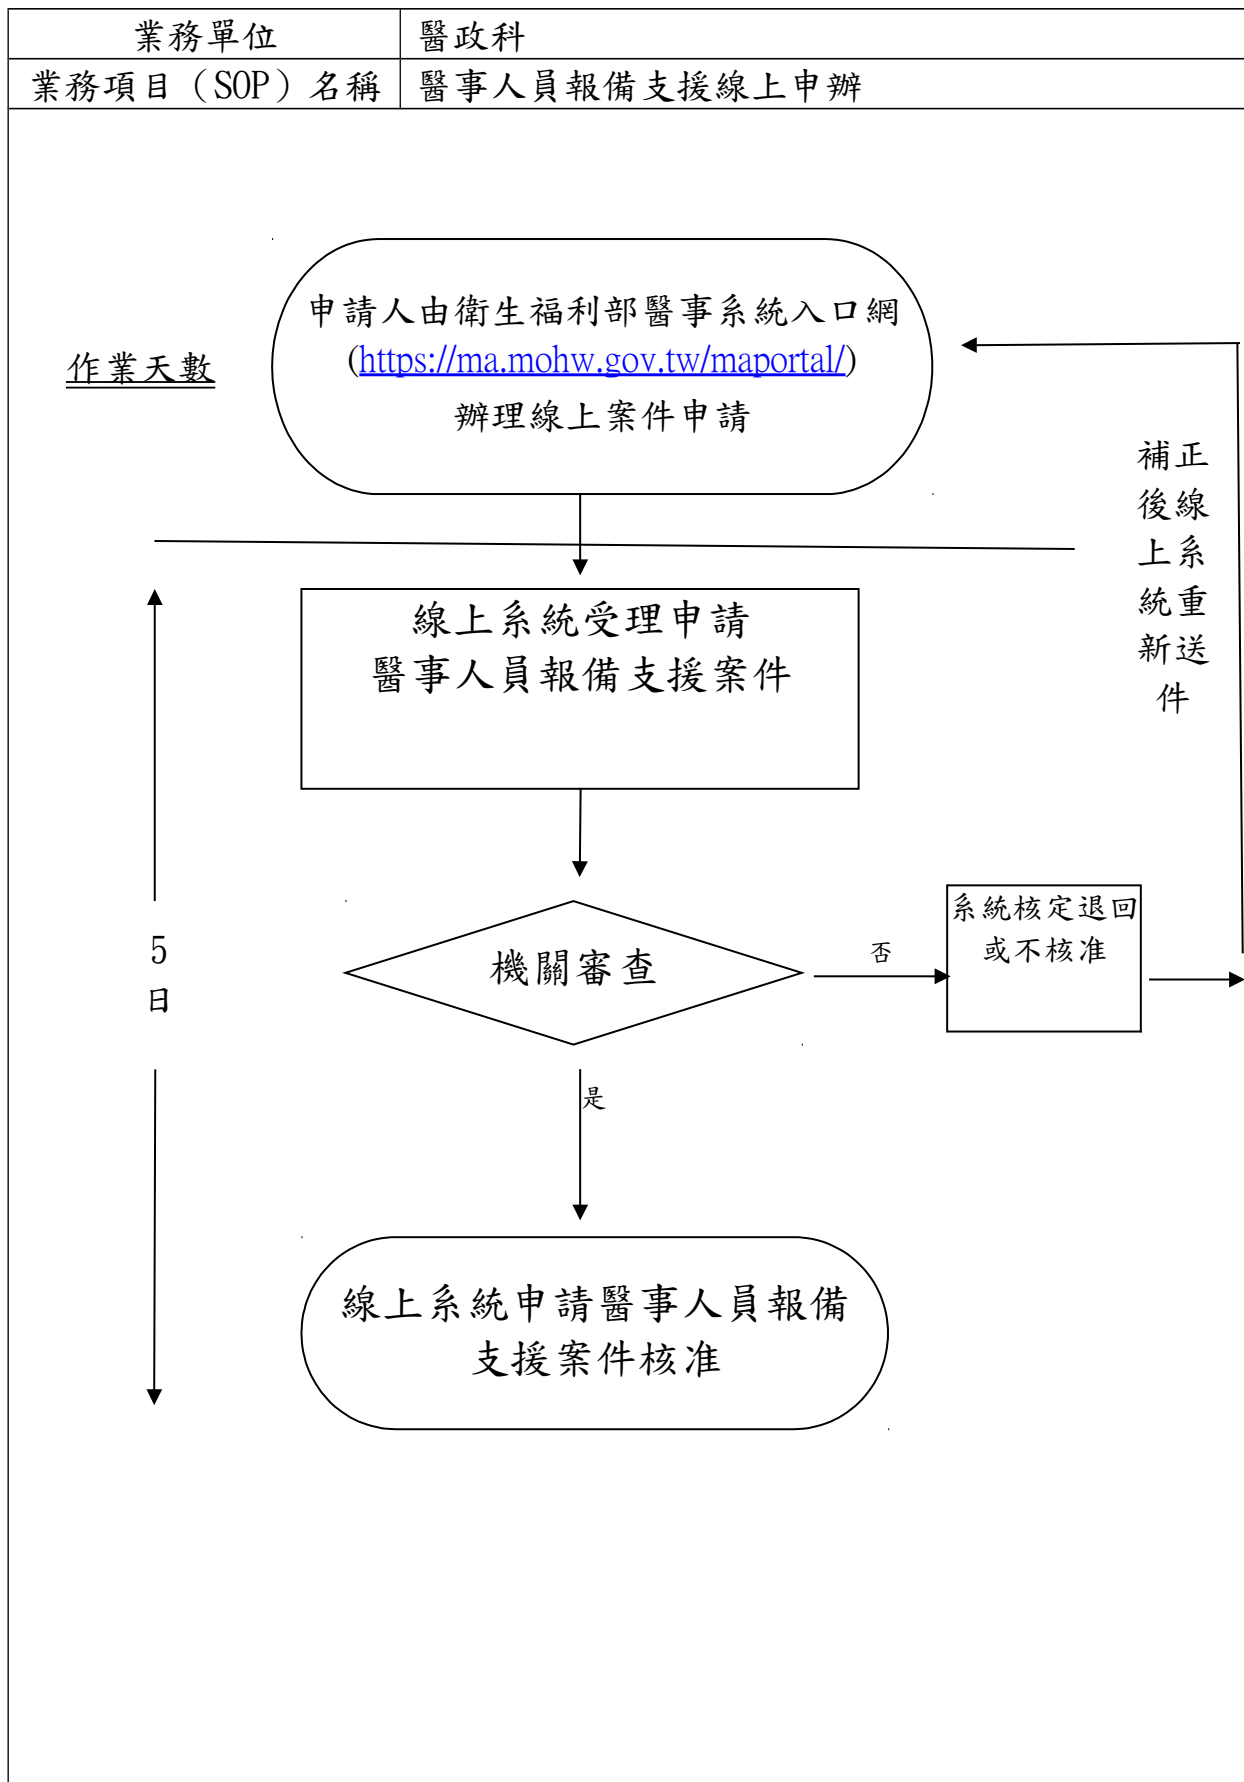 業務單位
醫政科
業務項目（SOP）名稱
醫事人員報備支援線上申辦
申請人由衛生福利部醫事系統入口網
(https://ma.mohw.gov.tw/maportal/)
辦理線上案件申請
作業天數
補正
後線
上系
統重
新送
件
線上系統受理申請
醫事人員報備支援案件
5
日
機關審查
否
系統核定退回
或不核准
是
線上系統申請醫事人員報備
支援案件核准